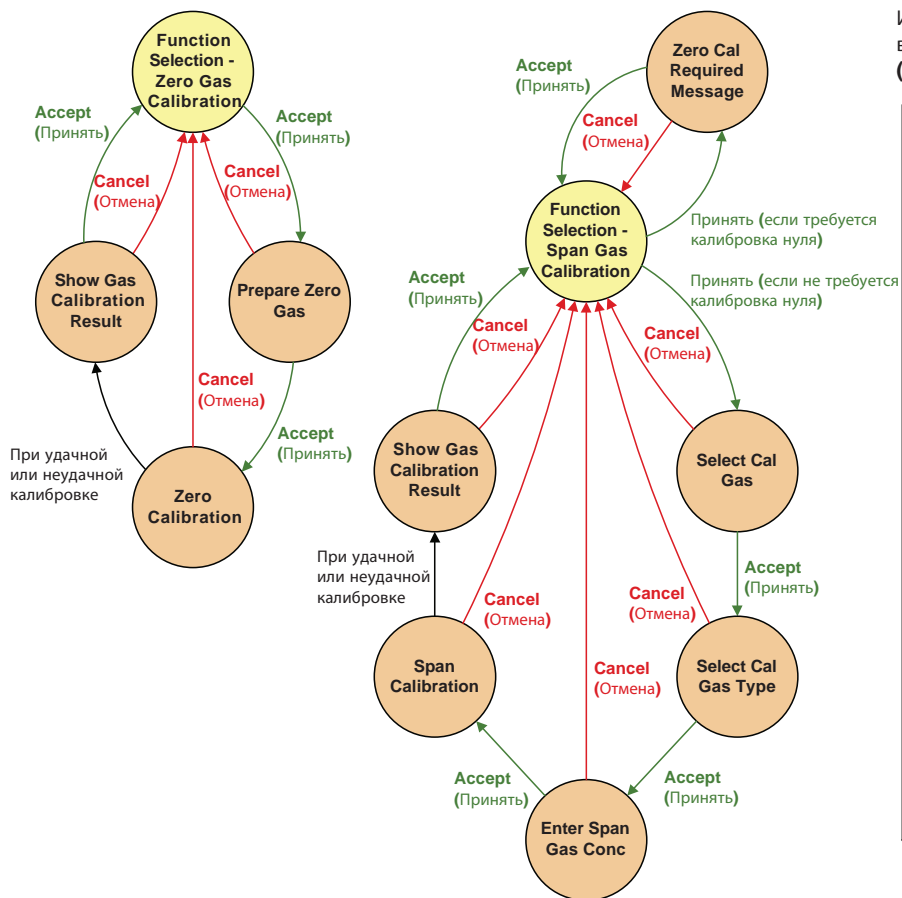 Function
Selection -
Zero Gas
Calibration
Accept
(Принять)
Accept
(Принять)
Cancel
(Отмена)
Cancel
(Отмена)
Show Gas
Calibration
Result
Prepare Zero
Gas
Cancel
(Отмена)
Accept
(Принять)
При удачной
или неудачной
калибровке
Zero
Calibration
Zero Cal
Required
Message
Accept
(Принять)
Cancel
(Отмена)
Function
Selection -
Span Gas
Calibration
Принять (если требуется
калибровка нуля)
Принять (если не требуется
калибровка нуля)
Accept
(Принять)
Cancel
(Отмена)
Cancel
(Отмена)
Show Gas
Calibration
Result
Select Cal
Gas
При удачной
или неудачной
калибровке
Accept
(Принять)
Cancel
(Отмена)
Cancel
(Отмена)
Span
Calibration
Select Cal
Gas Type
Cancel
(Отмена)
Accept
(Принять)
Accept
(Принять)
Enter Span
Gas Conc